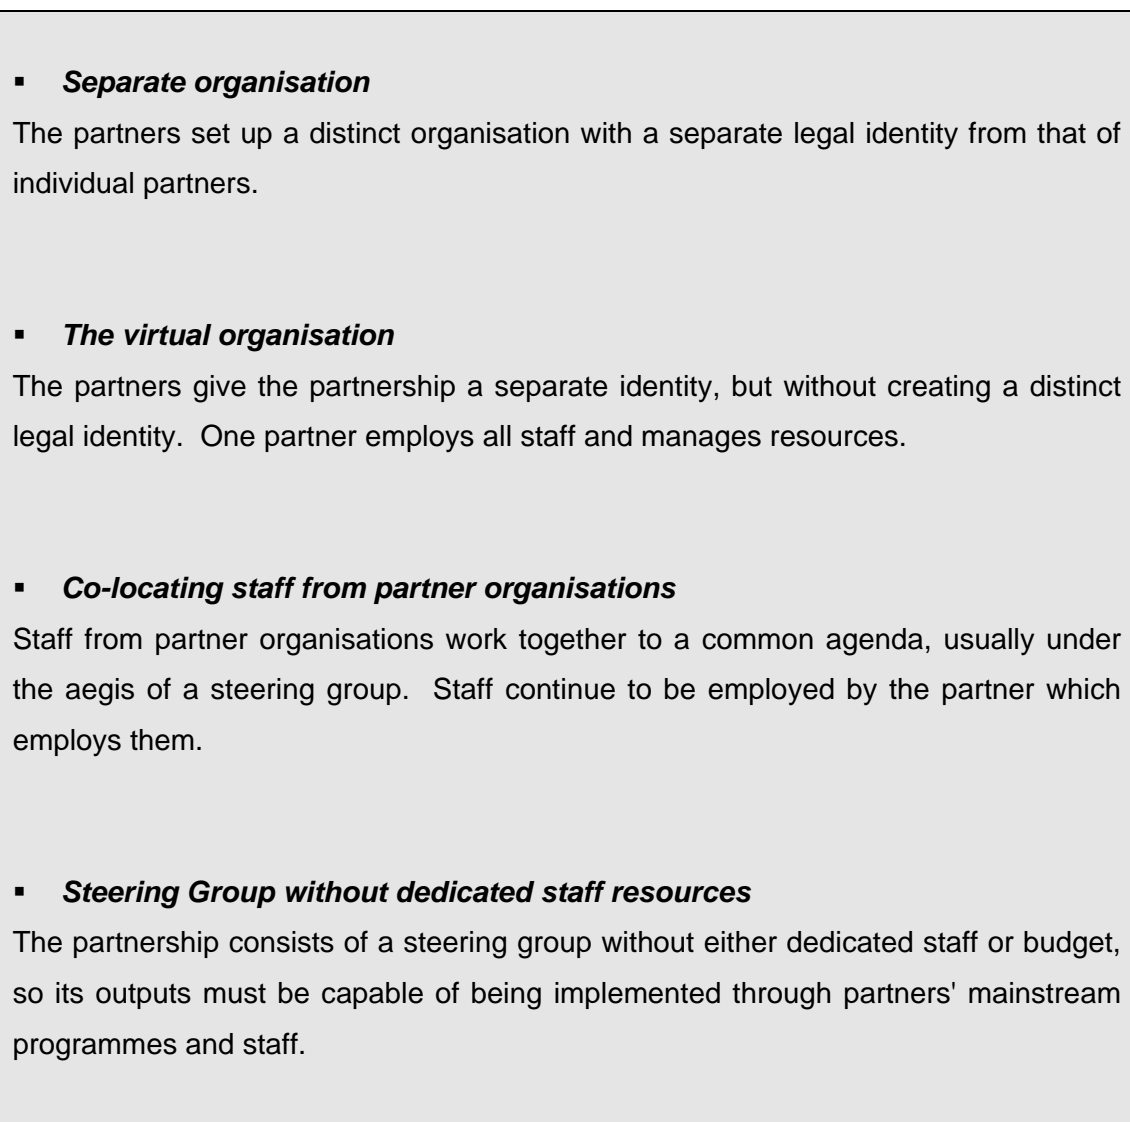 ▪ Separate organisation
The partners set up a distinct organisation with a separate legal identity from that of
individual partners.
▪ The virtual organisation
The partners give the partnership a separate identity, but without creating a distinct
legal identity.  One partner employs all staff and manages resources.
▪ Co-locating staff from partner organisations
Staff from partner organisations work together to a common agenda, usually under
the aegis of a steering group.  Staff continue to be employed by the partner which
employs them.
▪ Steering Group without dedicated staff resources
The partnership consists of a steering group without either dedicated staff or budget,
so its outputs must be capable of being implemented through partners' mainstream
programmes and staff.